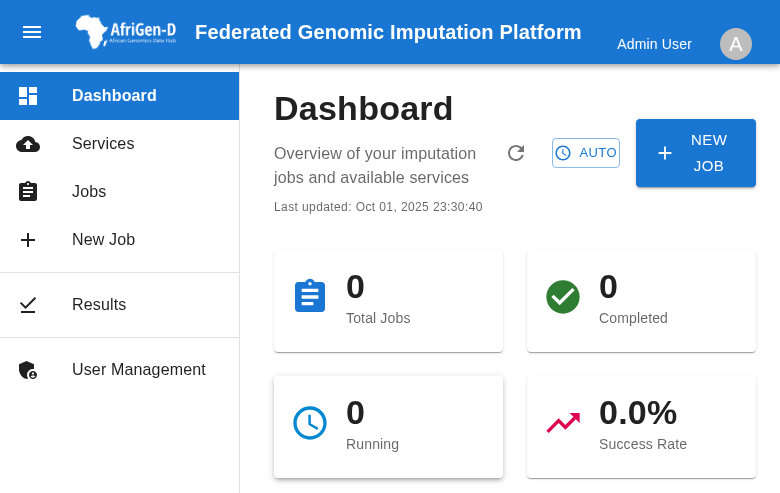 AfriGen-D
African Genomics Data Hub
Federated Genomic Imputation Platform
Admin User
A
Dashboard
Services
Jobs
New Job
Results
User Management
Dashboard
Overview of your imputation
jobs and available services
Last updated: Oct 01, 2025 23:30:40
AUTO
NEW
JOB
0
Total Jobs
0
Completed
0
Running
0.0%
Success Rate